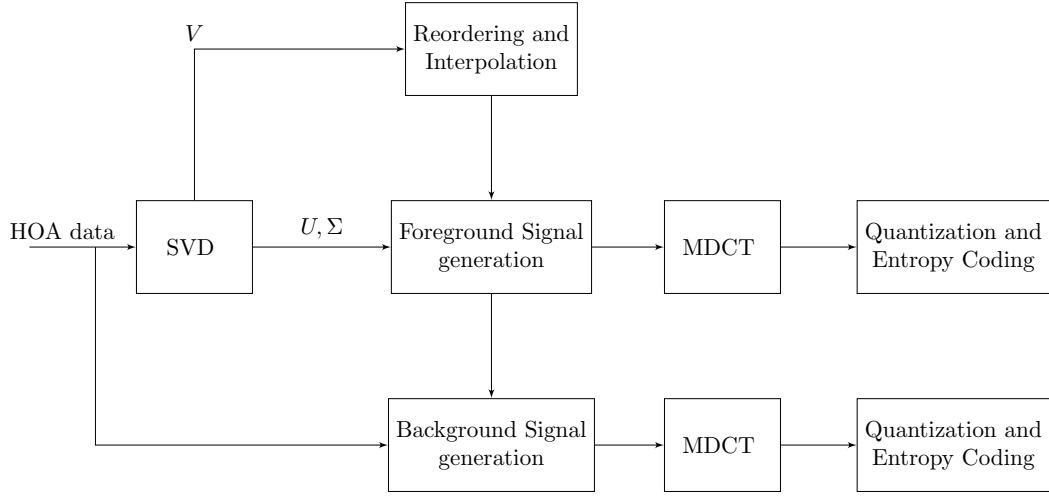 V
Reordering and
Interpolation
HOA data
SVD
U, Σ
Foreground Signal
generation
MDCT
Quantization and
Entropy Coding
Background Signal
generation
MDCT
Quantization and
Entropy Coding